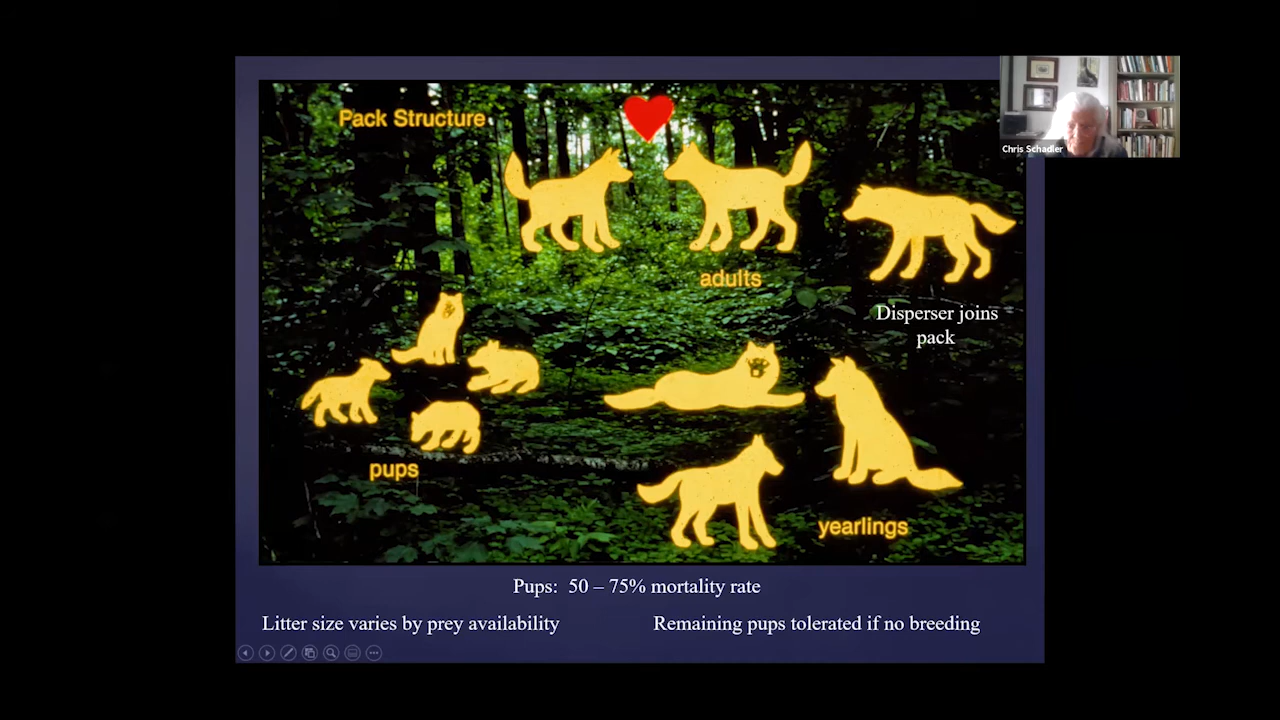 Pack Structure
Chris Schadler
adults
Disperser joins
pack
pups
yearlings
Pups: 50 – 75% mortality rate
Litter size varies by prey availability
Remaining pups tolerated if no breeding